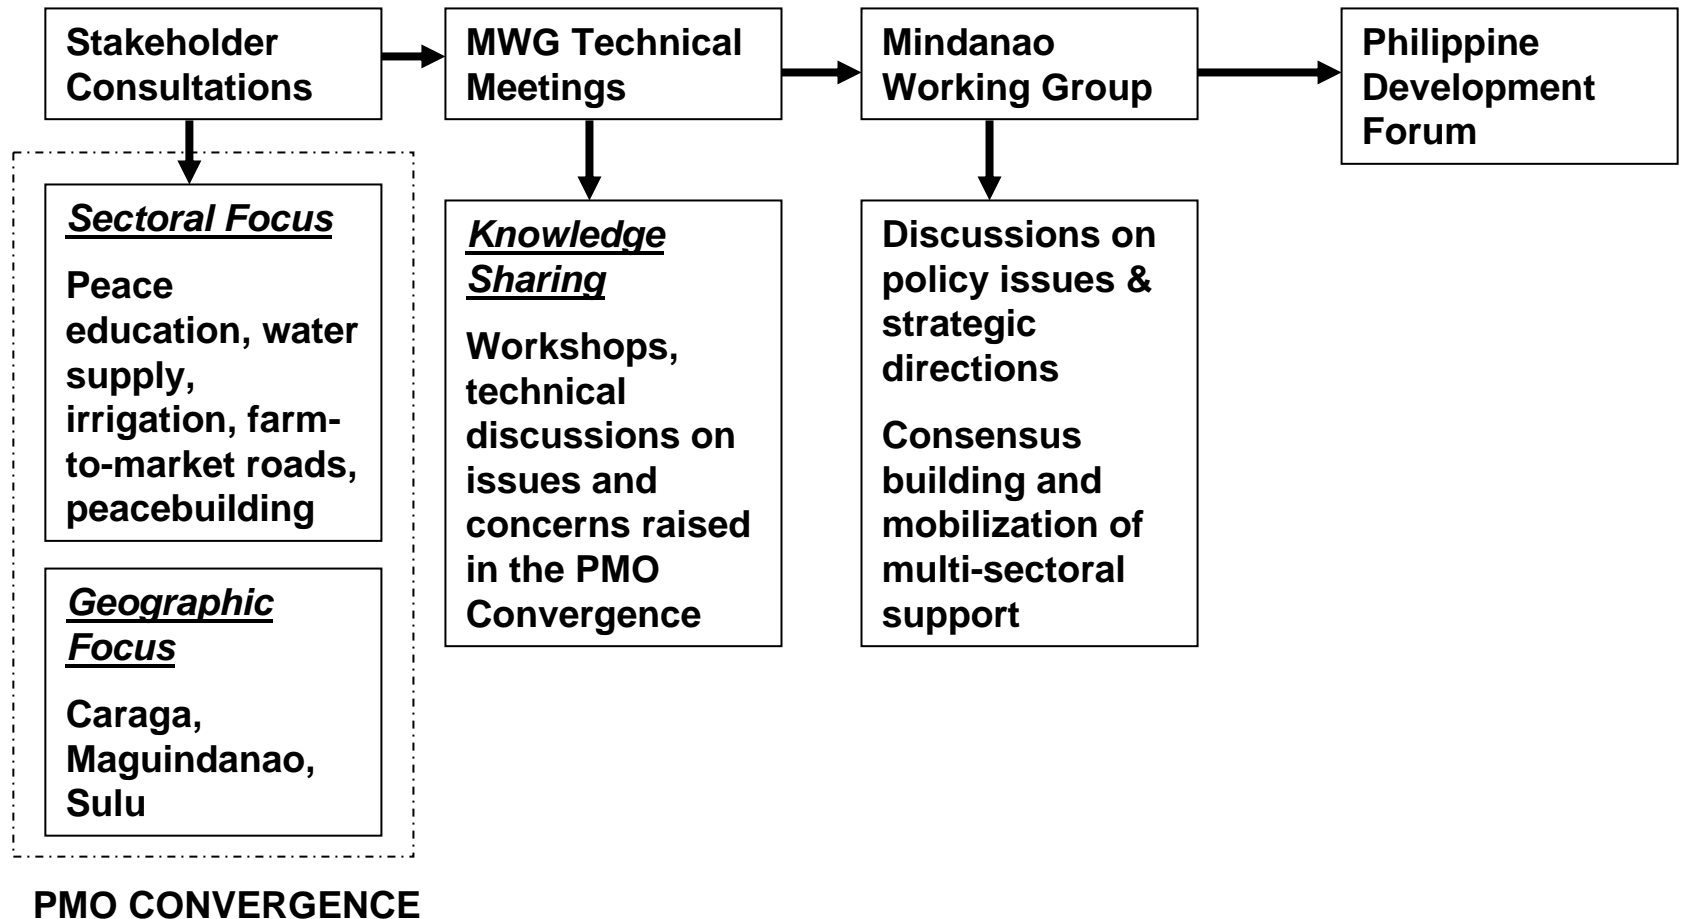 Stakeholder
Consultations
MWG Technical
Meetings
Mindanao
Working Group
Philippine
Development
Forum
Sectoral Focus
Peace
education, water
supply,
irrigation, farm-
to-market roads,
peacebuilding
Geographic
Focus
Caraga,
Maguindanao,
Sulu
PMO CONVERGENCE
Knowledge
Sharing
Workshops,
technical
discussions on
issues and
concerns raised
in the PMO
Convergence
Discussions on
policy issues &
strategic
directions
Consensus
building and
mobilization of
multi-sectoral
support